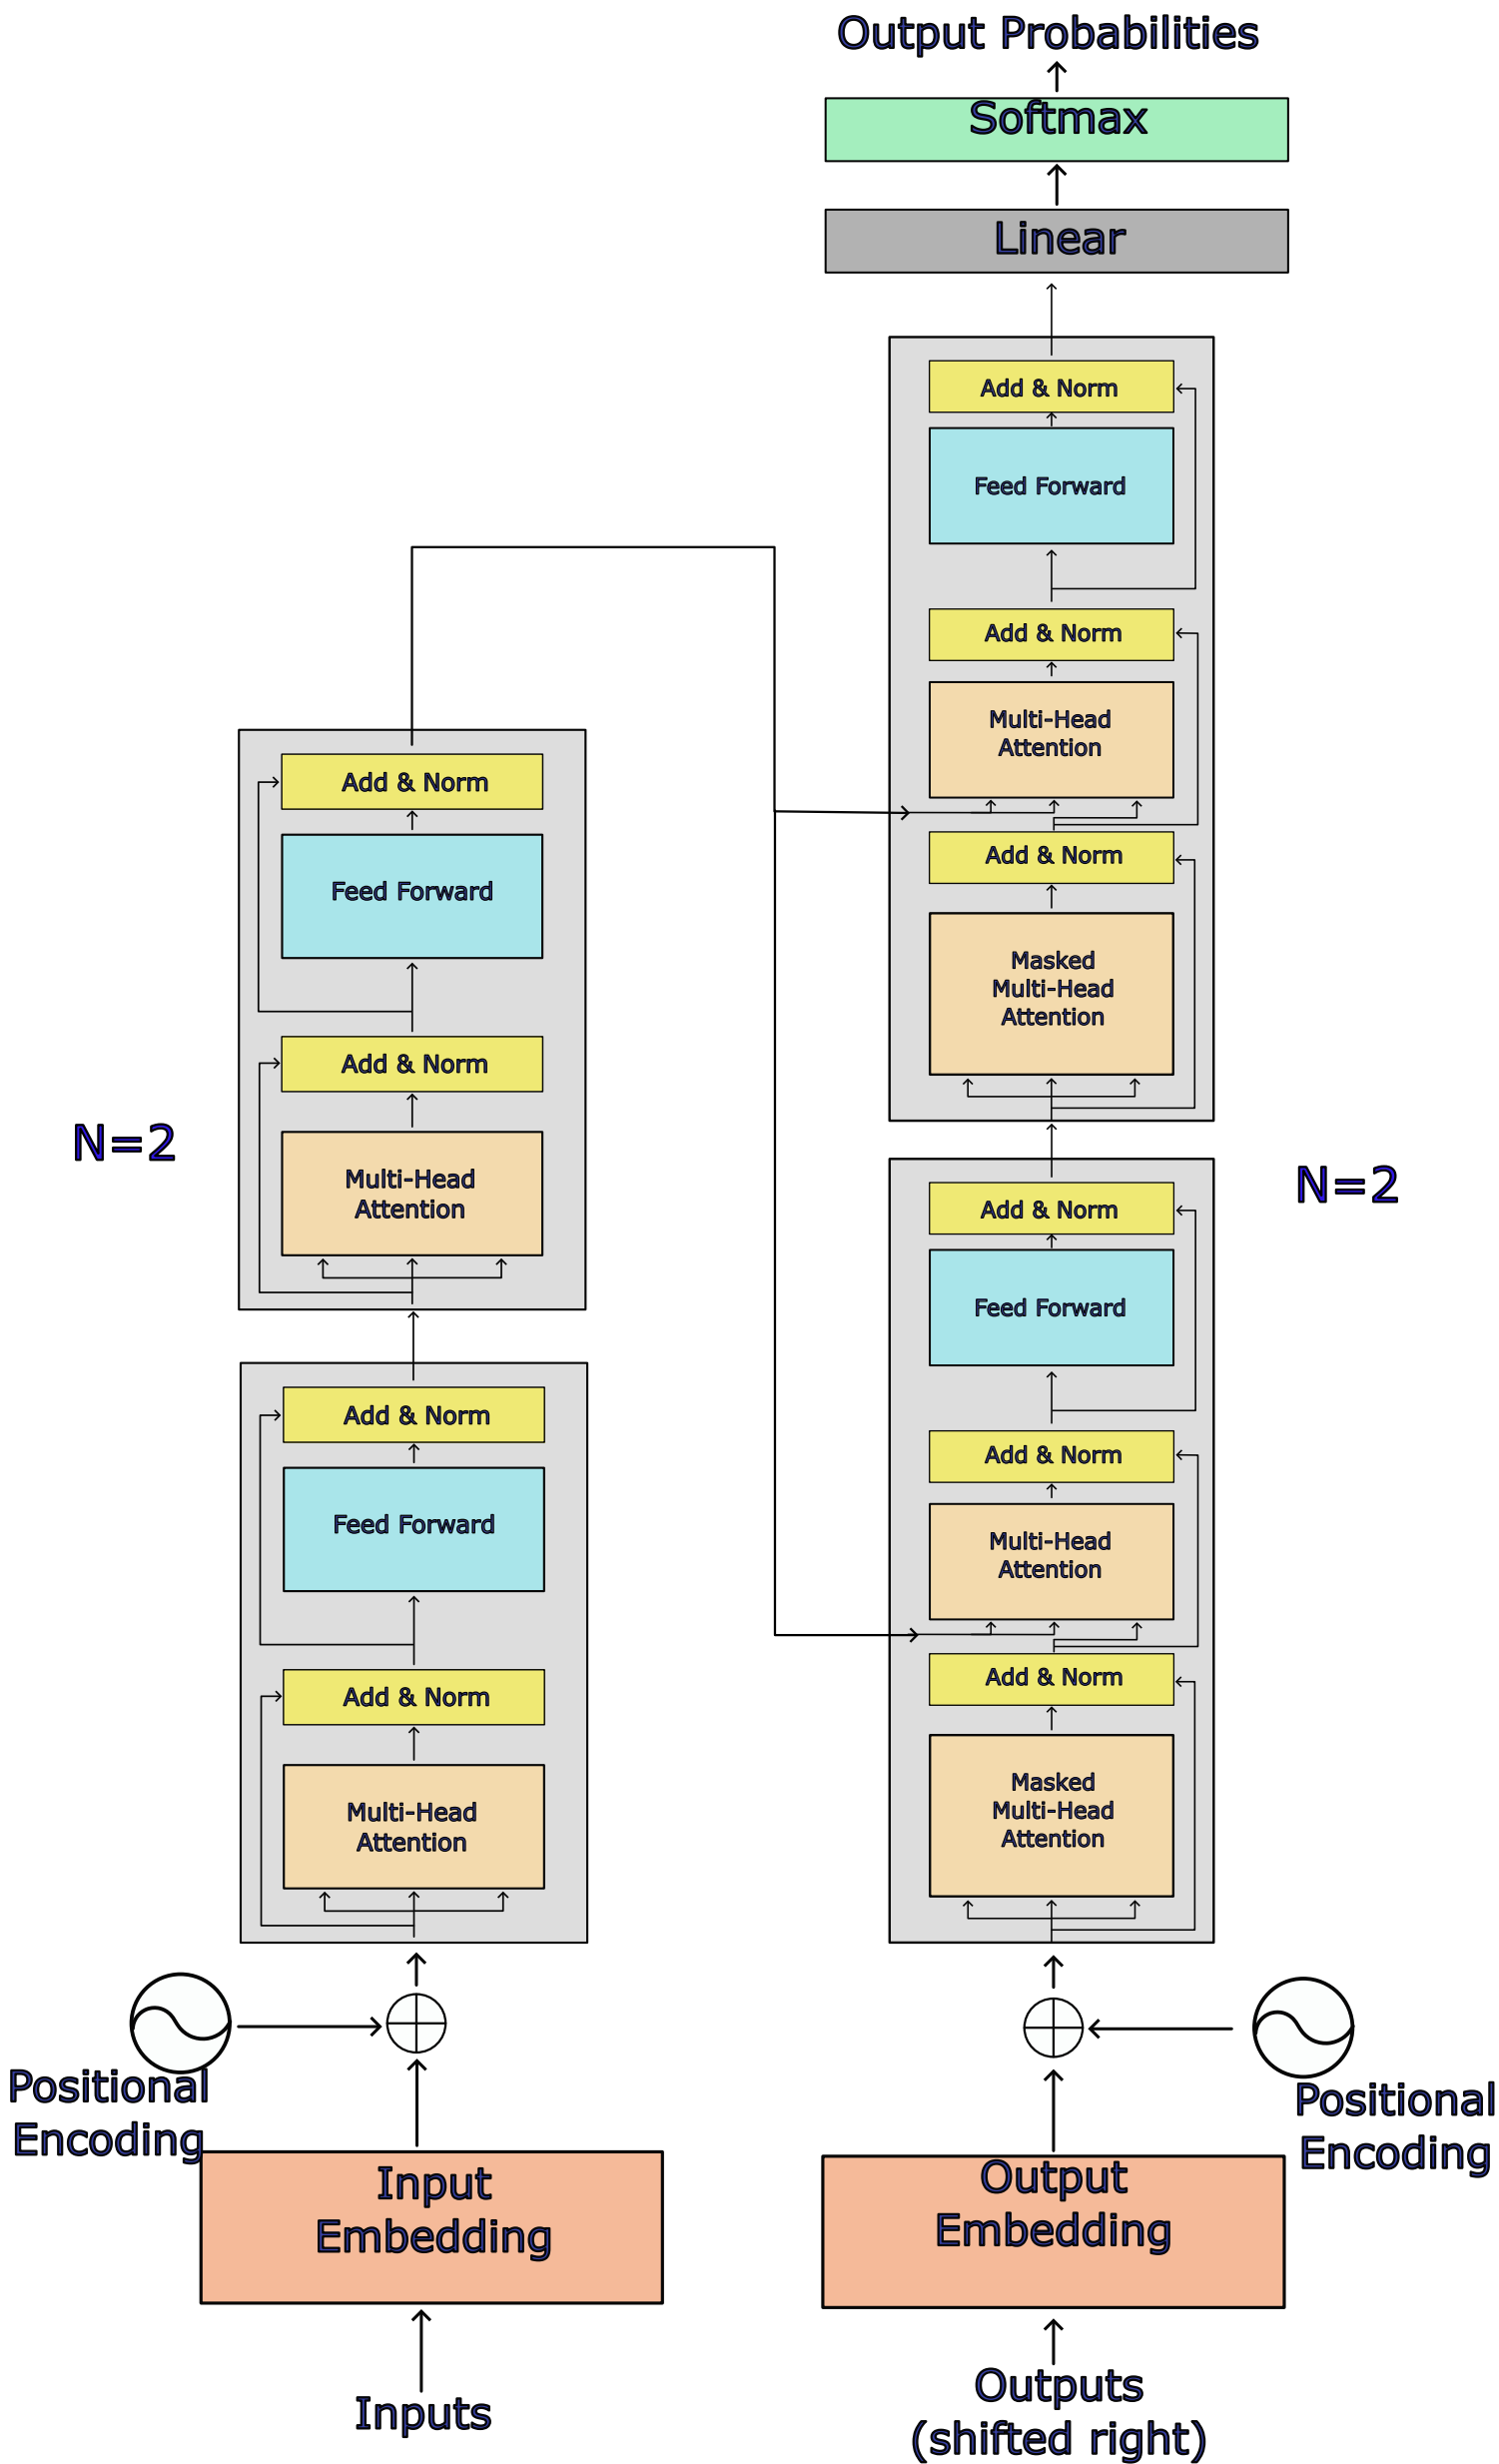 Output Probabilities
Softmax
Linear
Add & Norm
Feed Forward
Add & Norm
Multi-Head
Attention
Add & Norm
Masked
Multi-Head
Attention
N=2
Add & Norm
Feed Forward
Add & Norm
Multi-Head
Attention
Add & Norm
Masked
Multi-Head
Attention
Positional
Encoding
Output
Embedding
Outputs
(shifted right)
Add & Norm
Feed Forward
Add & Norm
Multi-Head
Attention
N=2
Add & Norm
Feed Forward
Add & Norm
Multi-Head
Attention
Positional
Encoding
Input
Embedding
Inputs